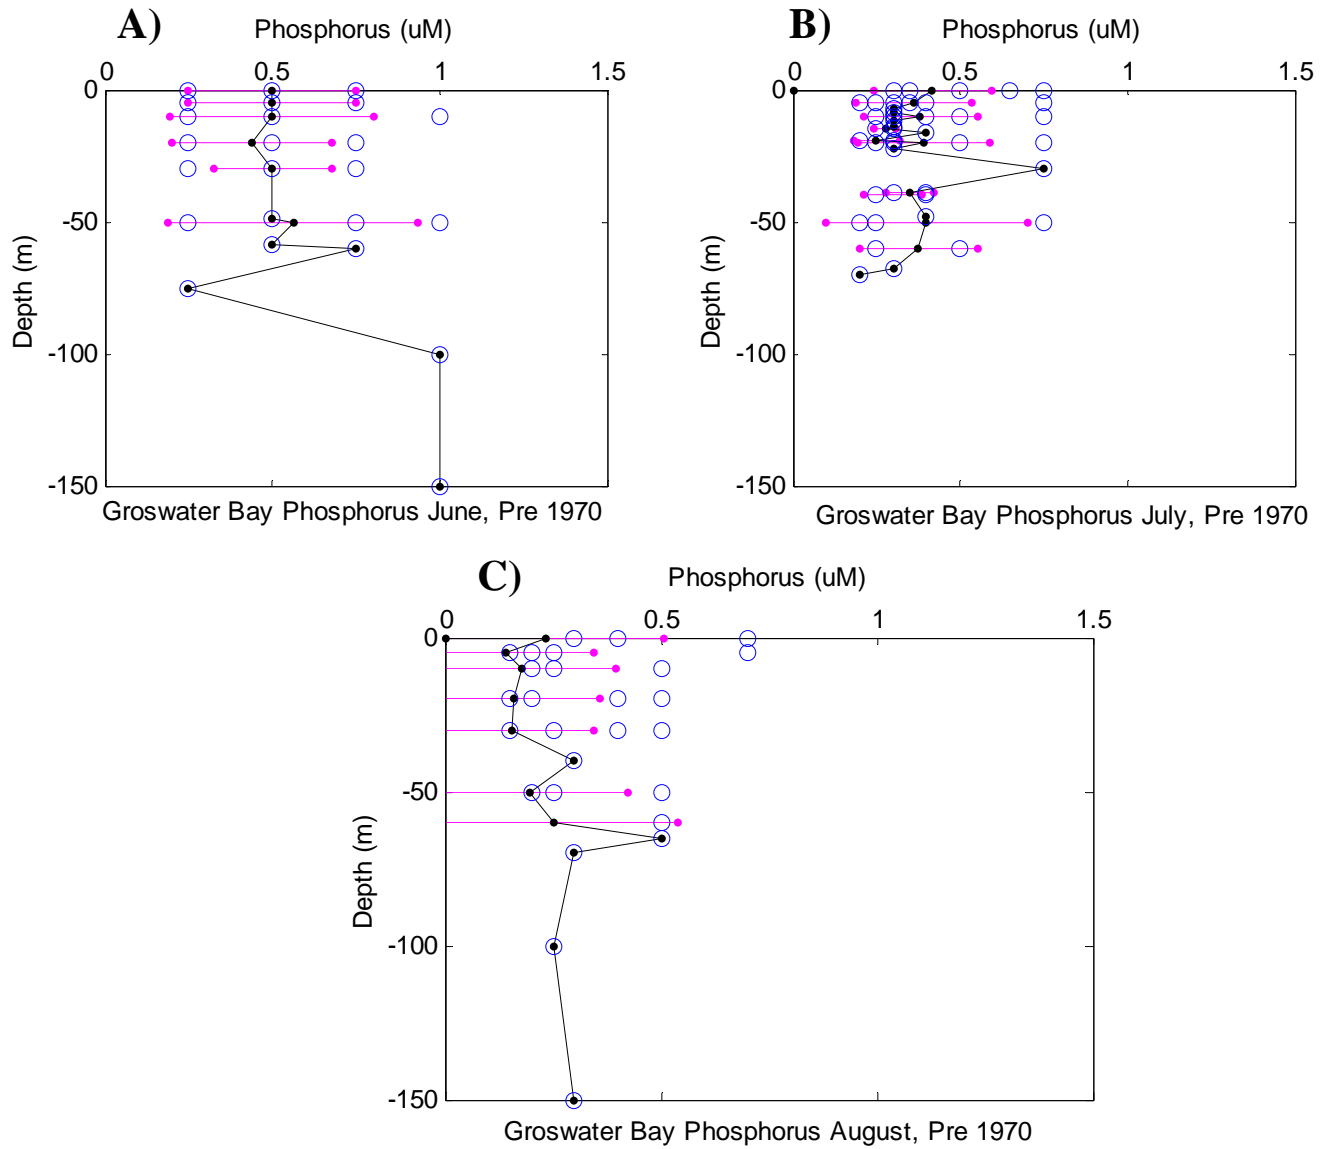 A)
Phosphorus (uM)
0 0.5 1 1.5
0
-50
-100
-150
Depth (m)
Groswater Bay Phosphorus June, Pre 1970
B)
Phosphorus (uM)
0 0.5 1 1.5
0
-50
-100
-150
Depth (m)
Groswater Bay Phosphorus July, Pre 1970
C)
Phosphorus (uM)
0 0.5 1 1.5
0
-50
-100
-150
Depth (m)
Groswater Bay Phosphorus August, Pre 1970